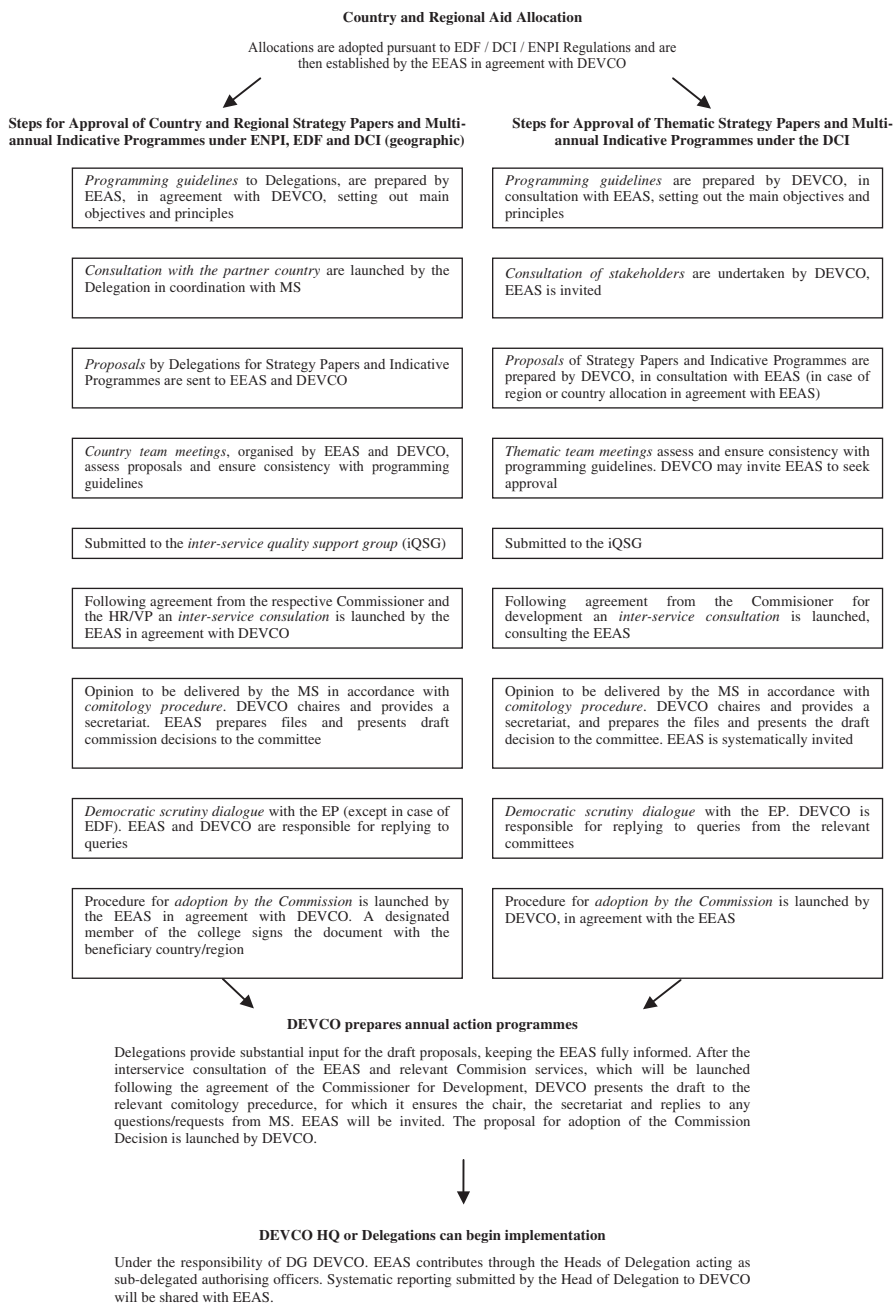 Country and Regional Aid Allocation
Allocations are adopted pursuant to EDF / DCI / ENPI Regulations and are
then established by the EEAS in agreement with DEVCO
Steps for Approval of Country and Regional Strategy Papers and Multi-
annual Indicative Programmes under ENPI, EDF and DCI (geographic)
Programming guidelines to Delegations, are prepared by
EEAS, in agreement with DEVCO, setting out main
objectives and principles
Consultation with the partner country are launched by the
Delegation in coordination with MS
Proposals by Delegations for Strategy Papers and Indicative
Programmes are sent to EEAS and DEVCO
Country team meetings, organised by EEAS and DEVCO,
assess proposals and ensure consistency with programming
guidelines
Submitted to the inter-service quality support group (iQSG)
Following agreement from the respective Commissioner and
the HR/VP an inter-service consulation is launched by the
EEAS in agreement with DEVCO
Opinion to be delivered by the MS in accordance with
comitology procedure. DEVCO chaires and provides a
secretariat. EEAS prepares files and presents draft
commission decisions to the committee
Democratic scrutiny dialogue with the EP (except in case of
EDF). EEAS and DEVCO are responsible for replying to
queries
Procedure for adoption by the Commission is launched by
the EEAS in agreement with DEVCO. A designated
member of the college signs the document with the
beneficiary country/region
Steps for Approval of Thematic Strategy Papers and Multi-
annual Indicative Programmes under the DCI
Programming guidelines are prepared by DEVCO, in
consultation with EEAS, setting out the main objectives and
principles
Consultation of stakeholders are undertaken by DEVCO,
EEAS is invited
Proposals of Strategy Papers and Indicative Programmes are
prepared by DEVCO, in consultation with EEAS (in case of
region or country allocation in agreement with EEAS)
Thematic team meetings assess and ensure consistency with
programming guidelines. DEVCO may invite EEAS to seek
approval
Submitted to the iQSG
Following agreement from the Commisioner for
development an inter-service consultation is launched,
consulting the EEAS
Opinion to be delivered by the MS in accordance with
comitology procedure. DEVCO chaires and provides a
secretariat, and prepares the files and presents the draft
decision to the committee. EEAS is systematically invited
Democratic scrutiny dialogue with the EP. DEVCO is
responsible for replying to queries from the relevant
committees
Procedure for adoption by the Commission is launched by
DEVCO, in agreement with the EEAS
DEVCO prepares annual action programmes
Delegations provide substantial input for the draft proposals, keeping the EEAS fully informed. After the
interservice consultation of the EEAS and relevant Commision services, which will be launched
following the agreement of the Commissioner for Development, DEVCO presents the draft to the
relevant comitology precedurce, for which it ensures the chair, the secretariat and replies to any
questions/requests from MS. EEAS will be invited. The proposal for adoption of the Commission
Decision is launched by DEVCO.
DEVCO HQ or Delegations can begin implementation
Under the responsibility of DG DEVCO. EEAS contributes through the Heads of Delegation acting as
sub-delegated authorising officers. Systematic reporting submitted by the Head of Delegation to DEVCO
will be shared with EEAS.